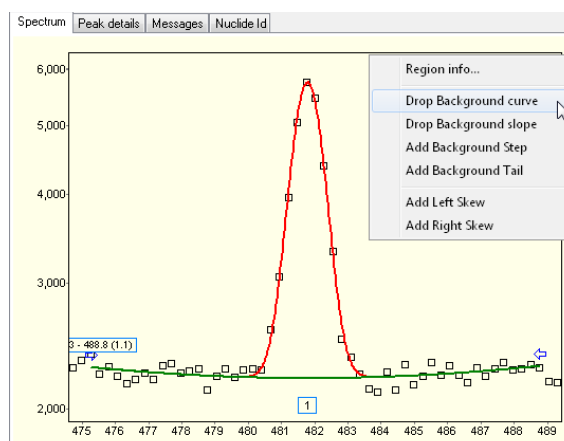 Spectrum Peak details Messages Nuclide Id
6,000
5,000
4,000
3,000
2,000
Region info...
Drop Background curve
Drop Background slope
Add Background Step
Add Background Tail
Add Left Skew
Add Right Skew
3 - 488.8 (1.1)
1
475 476 477 478 479 480 481 482 483 484 485 486 487 488 489